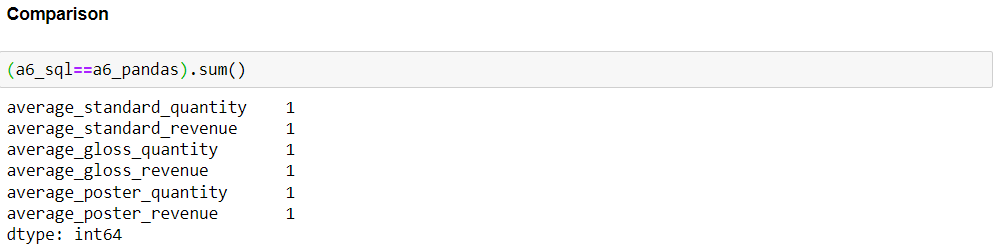 Comparison
(a6_sql==a6_pandas).sum()
average_standard_quantity    1
average_standard_revenue     1
average_gloss_quantity       1
average_gloss_revenue        1
average_poster_quantity      1
average_poster_revenue       1
dtype: int64